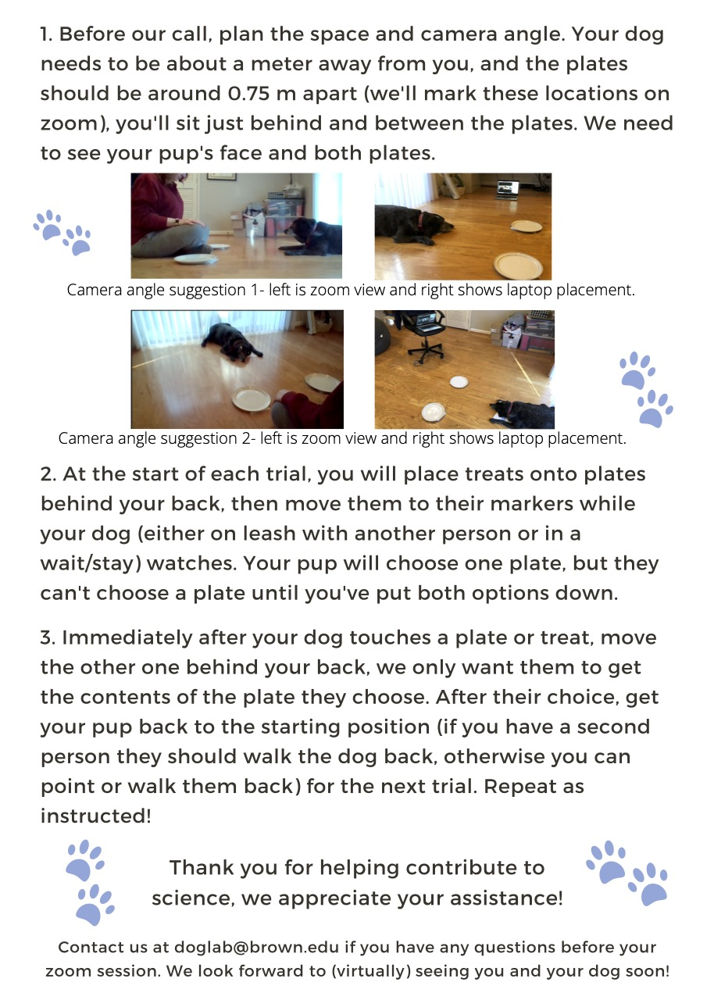 1. Before our call, plan the space and camera angle. Your dog
needs to be about a meter away from you, and the plates
should be around 0.75 m apart (we'll mark these locations on
zoom), you'll sit just behind and between the plates. We need
to see your pup's face and both plates.
Camera angle suggestion 1- left is zoom view and right shows laptop placement.
Camera angle suggestion 2- left is zoom view and right shows laptop placement.
2. At the start of each trial, you will place treats onto plates
behind your back, then move them to their markers while
your dog (either on leash with another person or in a
wait/stay) watches. Your pup will choose one plate, but they
can't choose a plate until you've put both options down.
3. Immediately after your dog touches a plate or treat, move
the other one behind your back, we only want them to get
the contents of the plate they choose. After their choice, get
your pup back to the starting position (if you have a second
person they should walk the dog back, otherwise you can
point or walk them back) for the next trial. Repeat as
instructed!
Thank you for helping contribute to
science, we appreciate your assistance!
Contact us at doglab@brown.edu if you have any questions before your
zoom session. We look forward to (virtually) seeing you and your dog soon!